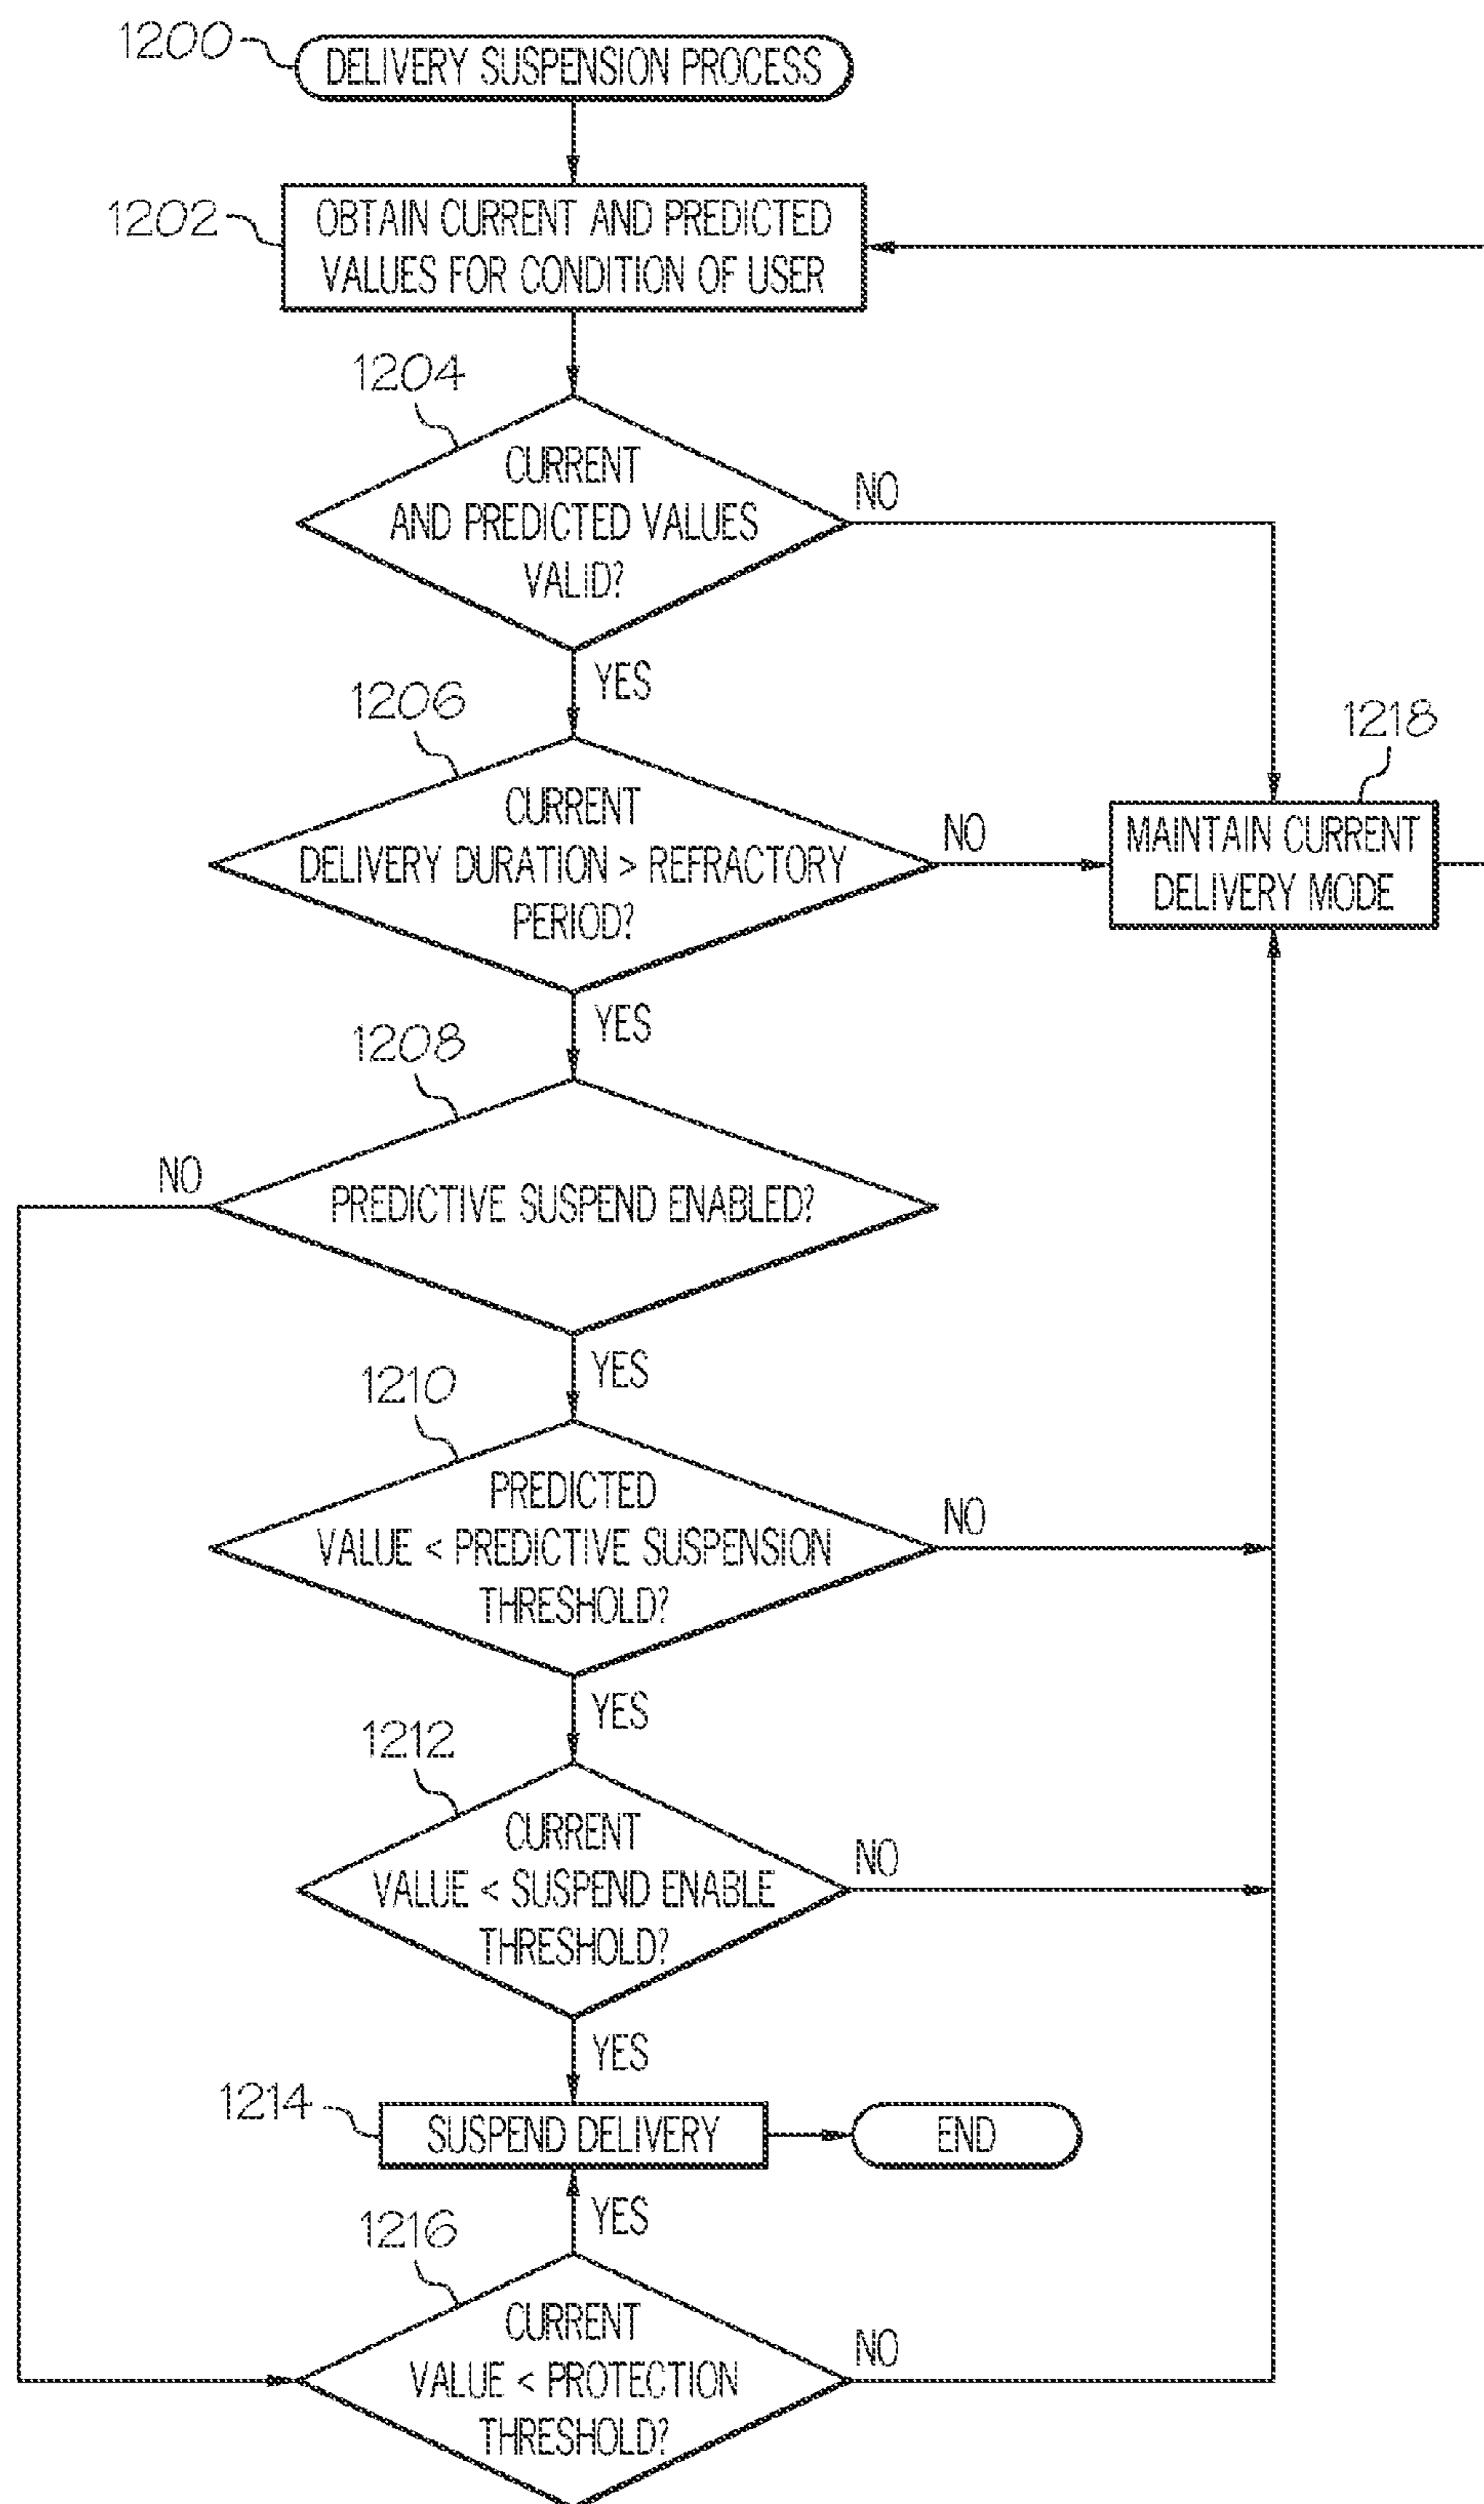 1200
DELIVERY SUSPENSION PROCESS
1202
OBTAIN CURRENT AND PREDICTED
VALUES FOR CONDITION OF USER
1204
CURRENT
AND PREDICTED VALUES
VALID?
NO
YES
1206
CURRENT
DELIVERY DURATION > REFRACTORY
PERIOD?
NO
1218
MAINTAIN CURRENT
DELIVERY MODE
YES
1208
NO
PREDICTIVE SUSPEND ENABLED?
YES
1210
PREDICTED
VALUE < PREDICTIVE SUSPENSION
THRESHOLD?
NO
YES
1212
CURRENT
VALUE < SUSPEND ENABLE
THRESHOLD?
NO
YES
1214
SUSPEND DELIVERY
END
YES
1216
CURRENT
VALUE < PROTECTION
THRESHOLD?
NO